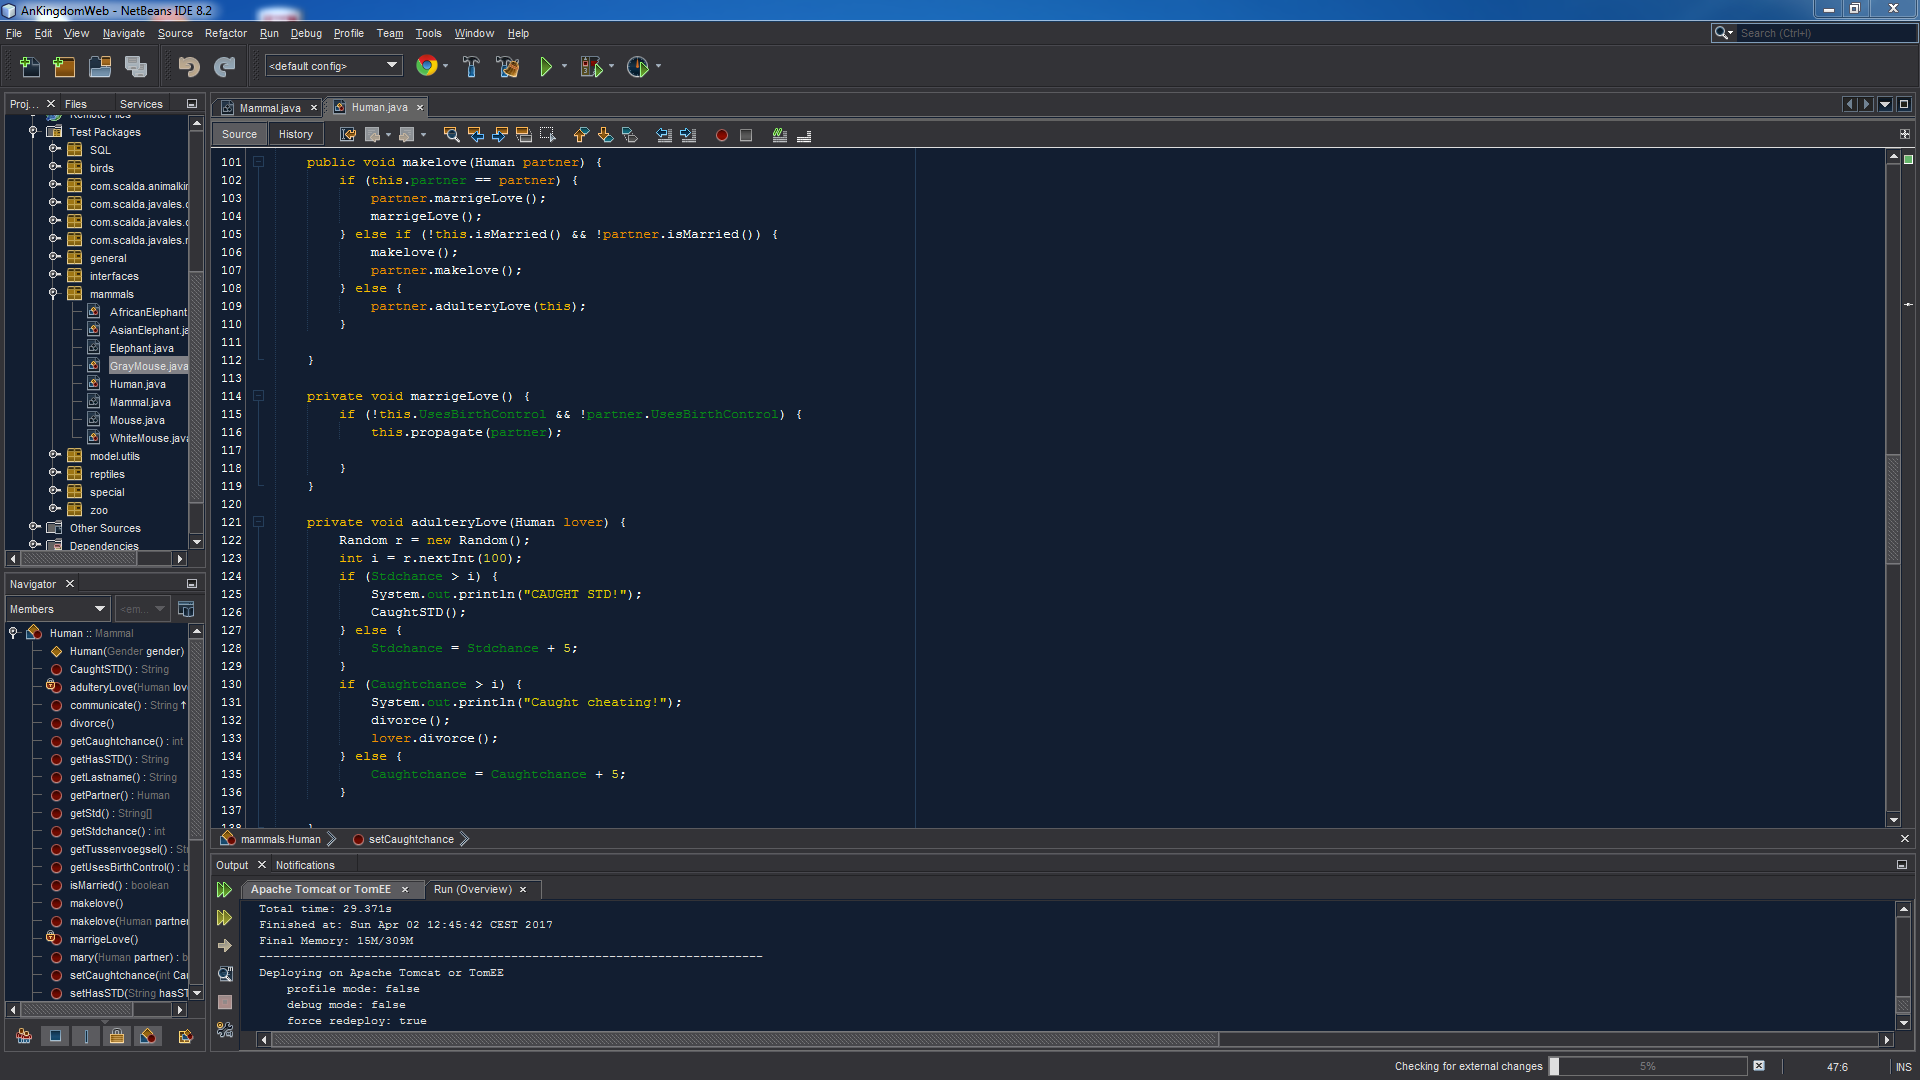 AnKingdomWeb - NetBeans IDE 8.2
File Edit View Navigate Source Refactor Run Debug Profile Team Tools Window Help
Search (Ctrl+I)
<default config>
Proj... Files Services
Remote Files
Test Packages
SQL
birds
com.scalda.animalkin
com.scalda.javales.c
com.scalda.javales.c
com.scalda.javales.r
general
interfaces
mammals
AfricanElephant
AsianElephant.ja
Elephant.java
GrayMouse.java
Human.java
Mammal.java
Mouse.java
WhiteMouse.java
model.utils
reptiles
special
zoo
Other Sources
Dependencies
Navigator
Members
<em...
Human :: Mammal
Human(Gender gender)
CaughtSTD() : String
adulteryLove(Human lov
communicate() : String
divorce()
getCaughtchance() : int
getHasSTD() : String
getLastname() : String
getPartner() : Human
getStd() : String[]
getStdchance() : int
getTussenvoegsel() : St
getUsesBirthControl() : b
isMarried() : boolean
makelove()
makelove(Human partner
marrigeLove()
mary(Human partner) : b
setCaughtchance(int Cau
setHasSTD(String hasST
Mammal.java Human.java
Source History
101 public void makelove(Human partner) {
102 if (this.partner == partner) {
103 partner.marrigeLove();
104 marrigeLove();
105 } else if (!this.isMarried() && !partner.isMarried()) {
106 makelove();
107 partner.makelove();
108 } else {
109 partner.adulteryLove(this);
110 }
111
112 }
113
114 private void marrigeLove() {
115 if (!this.UsesBirthControl && !partner.UsesBirthControl) {
116 this.propagate(partner);
117
118 }
119 }
120
121 private void adulteryLove(Human lover) {
122 Random r = new Random();
123 int i = r.nextInt(100);
124 if (Stdchance > i) {
125 System.out.println("CAUGHT STD!");
126 CaughtSTD();
127 } else {
128 Stdchance = Stdchance + 5;
129 }
130 if (Caughtchance > i) {
131 System.out.println("Caught cheating!");
132 divorce();
133 lover.divorce();
134 } else {
135 Caughtchance = Caughtchance + 5;
136 }
137
138 }
mammals.Human setCaughtchance
Output Notifications
Apache Tomcat or TomEE Run (Overview)
Total time: 29.371s
Finished at: Sun Apr 02 12:45:42 CEST 2017
Final Memory: 15M/309M
------------------------------------------------------------------------
Deploying on Apache Tomcat or TomEE
profile mode: false
debug mode: false
force redeploy: true
Checking for external changes 5% 47:6 INS